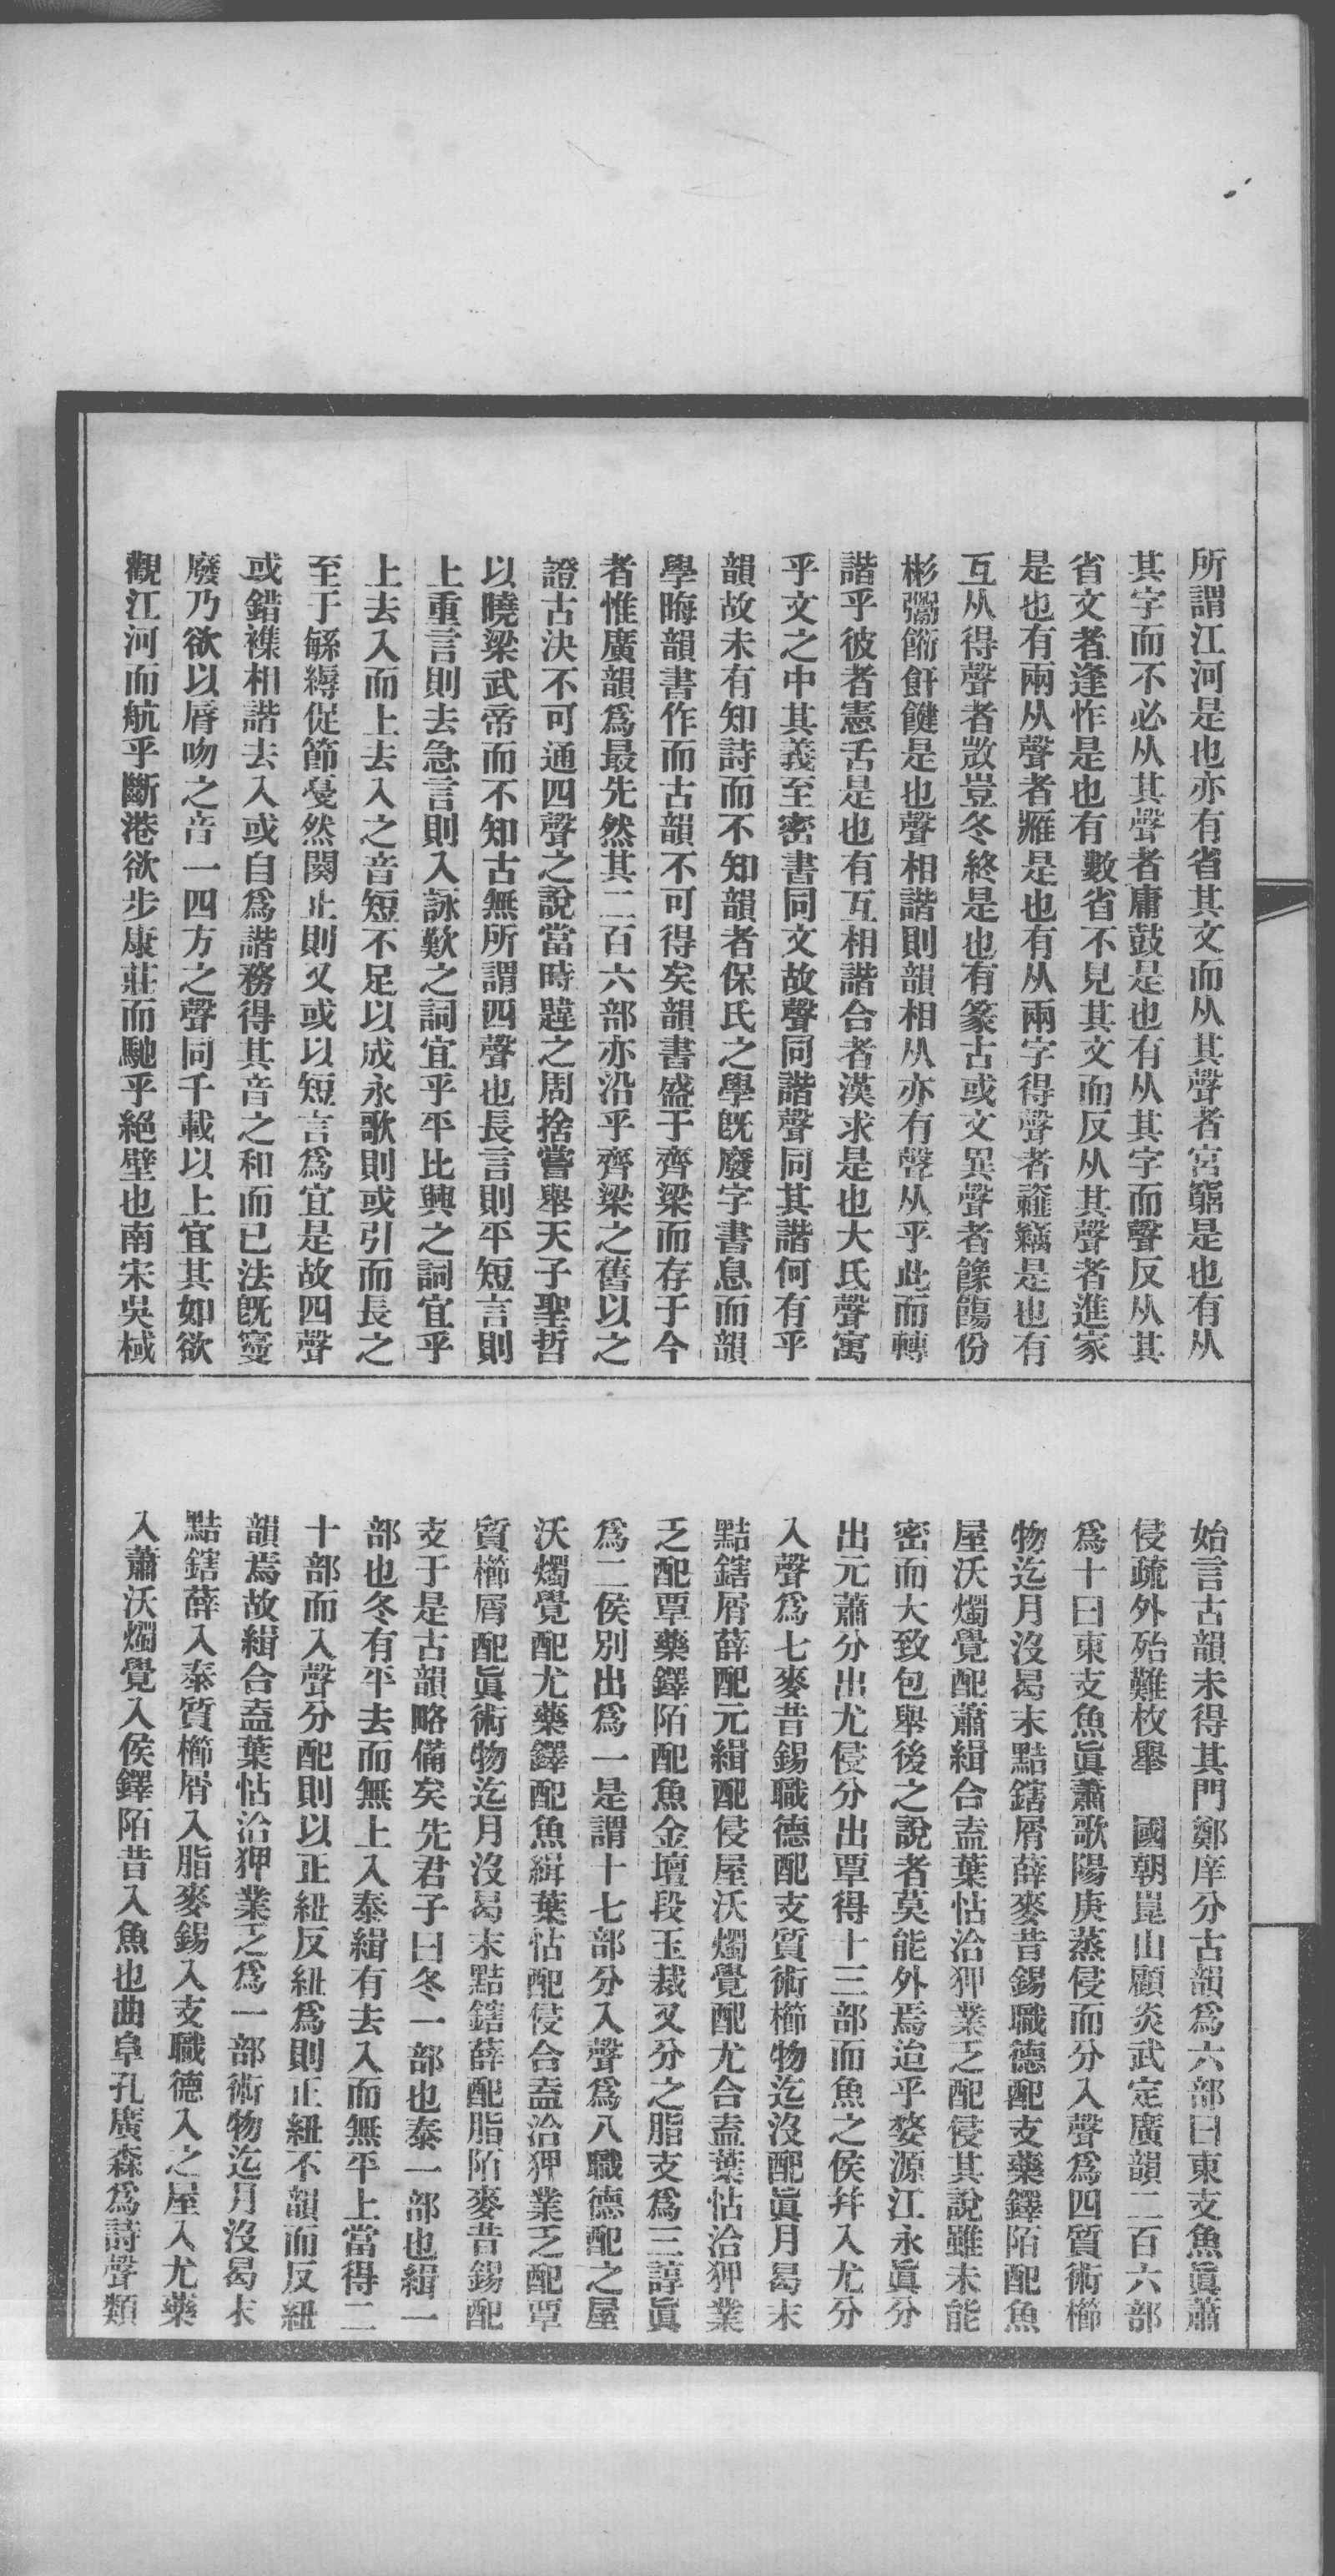 所謂江河是也亦有省其文而从其聲者宮竆是也有从
其字而不必从其聲者庸鼓是也有从其字而聲反从其
省文者逢怍是也有數省不見其文而反从其聲者進家
是也有兩从聲者雁是也有从兩字得聲者竊是也有
互从得聲者敳豈冬終是也有篆古或文異聲者餯餳份
彬鬻餰飦餰是也聲相諧則韻相从亦有聲从乎此而轉
諧乎彼者憲舌是也有互相諧合者漢求是也大氐聲寓
乎文之中其義至密書同文故聲同諧聲同其諧何有乎
韻故未有知詩而不知韻者保氏之學旣廢字書息而韻
學晦韻書作而古韻不可得矣韻書盛于齊梁而存于今
者惟廣韻爲最先然其二百六部亦沿乎齊梁之舊以之
證古決不可通四聲之說當時韙之周捨嘗舉天子聖哲
以曉梁武帝而不知古無所謂四聲也長言則平短言則
上重言則去急言則入詠歎之詞宜乎平比興之詞宜乎
上去入而上去入之音短不足以成永歌則或引而長之
至于緐縟促節戞然闋止則又或以短言爲宜是故四聲
或錯襍相諧去入或自爲諧務得其音之和而已法旣變
廢乃欲以脣吻之音一四方之聲同千載以上宜其如欲
觀江河而航乎斷港欲步康莊而馳乎絕壁也南宋吳棫
始言古韻未得其門鄭庠分古韻爲六部曰東支魚眞蕭
侵疏外殆難枚舉　國朝崑山顧炎武定廣韻二百六部
爲十曰東支魚眞蕭歌陽庚蒸侵而分入聲爲四質術櫛
物迄月沒曷末黠鎋屑薛麥昔錫職德配支藥鐸陌配魚
屋沃燭覺配蕭緝合盍葉怗洽狎業乏配侵其說雖未能
密而大致包舉後之說者莫能外焉迨乎婺源江永眞分
出元蕭分出尤侵分出覃得十三部而魚之侯幷入尤分
入聲爲七麥昔錫職德配支質術櫛物迄沒配眞月曷末
黠鎋屑薛配元緝配侵屋沃燭覺配尤合盍葉怗洽狎業
乏配覃藥鐸陌配魚金壇段玉裁又分之脂支爲三諄眞
爲二侯別出爲一是謂十七部分入聲爲八職德配之屋
沃燭覺配尤藥鐸配魚緝葉怗配侵合盍洽狎業乏配覃
質櫛屑配眞術物迄月沒曷末黠鎋薛配脂陌麥昔錫配
支于是古韻略備矣先君子曰冬一部也泰一部也緝一
部也冬有平去而無上入泰緝有去入而無平上當得二
十部而入聲分配則以正紐反紐爲則正紐不韻而反紐
韻焉故緝合盍葉怗洽狎業乏爲一部術物迄月沒曷末
黠鎋薛入泰質櫛屑入脂麥錫入支職德入之屋入尤藥
入蕭沃燭覺入侯鐸陌昔入魚也曲阜孔廣森爲詩聲類